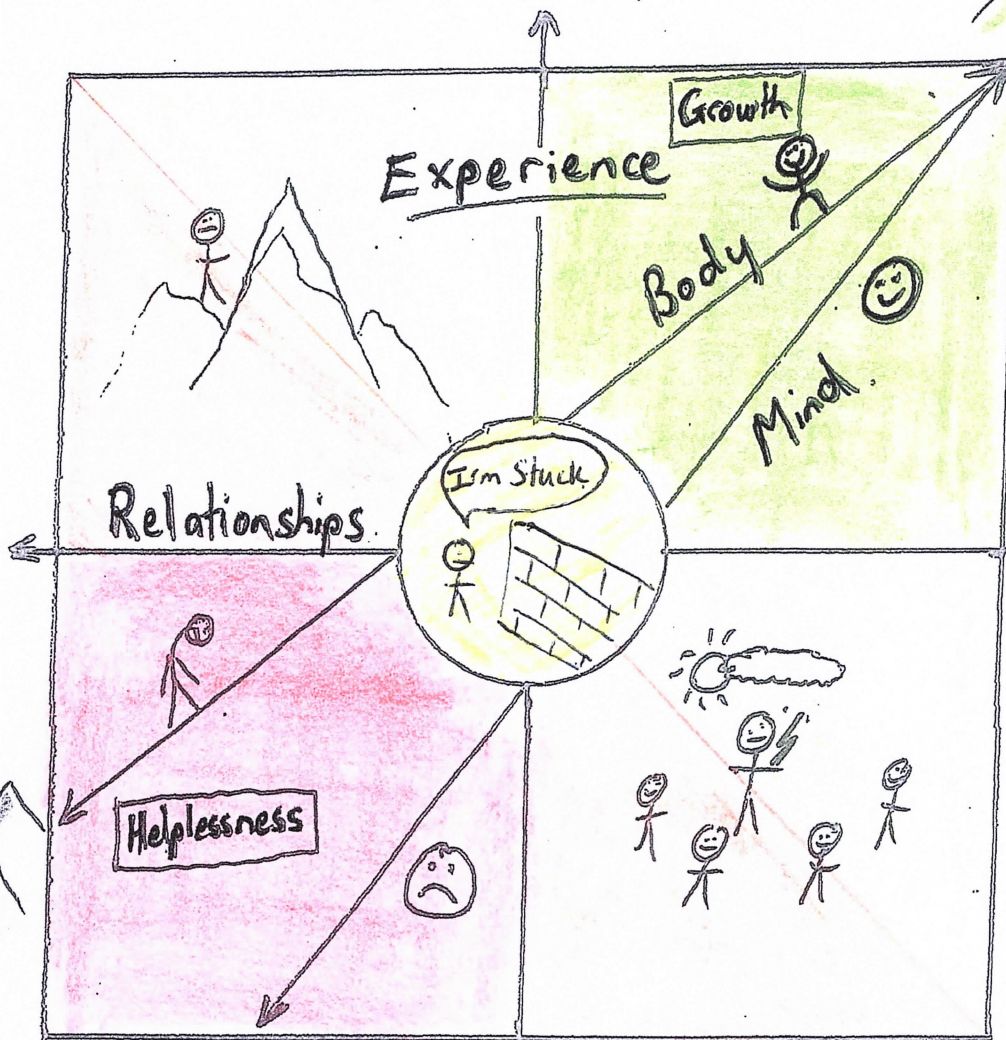 Growth
Experience
Body
Mind.
I'm Stuck
Relationships.
Helplessness